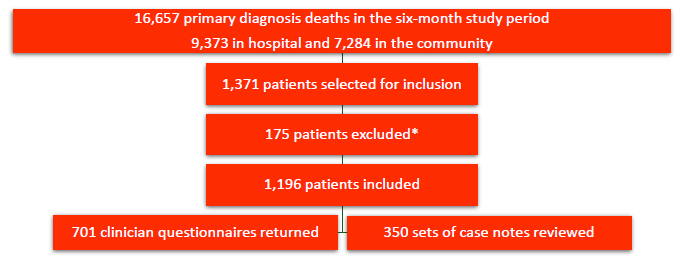 16,657 primary diagnosis deaths in the six-month study period
9,373 in hospital and 7,284 in the community
1,371 patients selected for inclusion
175 patients excluded*
1,196 patients included
701 clinician questionnaires returned
350 sets of case notes reviewed